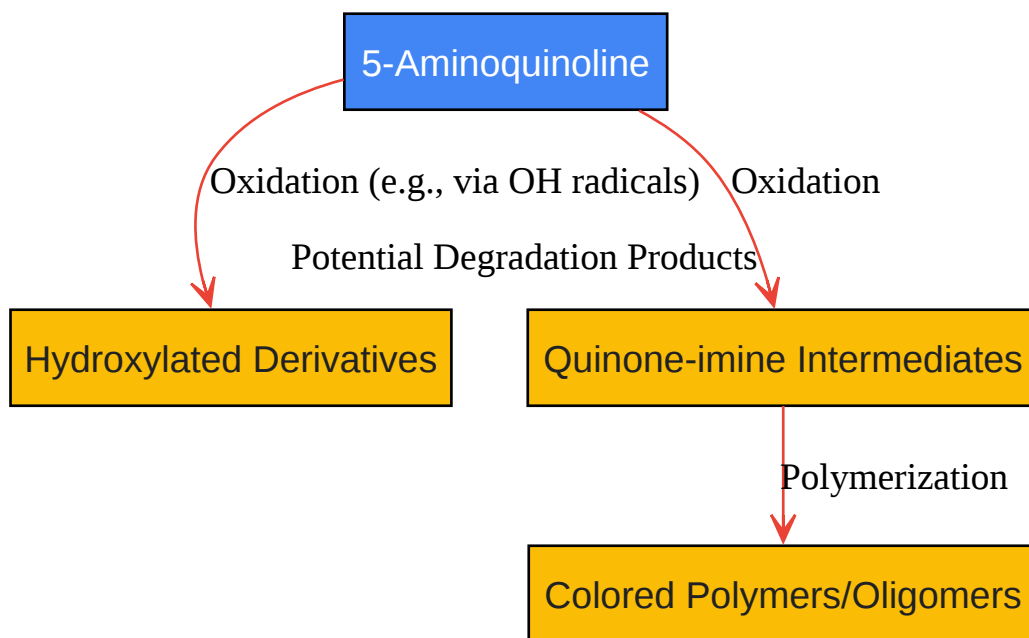 5-Aminoquinoline
Oxidation (e.g., via OH radicals)
Oxidation
Potential Degradation Products
Hydroxylated Derivatives
Quinone-imine Intermediates
Polymerization
Colored Polymers/Oligomers